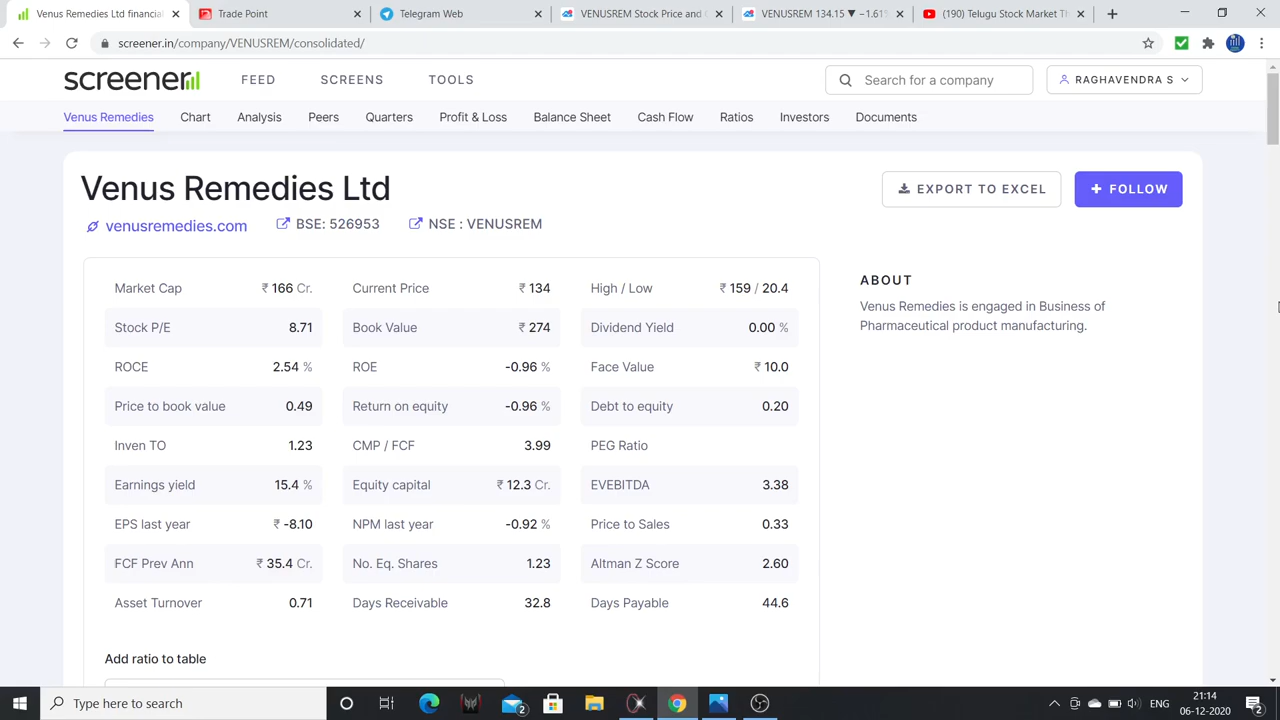 Venus Remedies Ltd financial
Trade Point
Telegram Web
VENUSREM Stock Price and C
VENUSREM 134.15 ▼ −1.61%
(190) Telugu Stock Market Th
screener.in/company/VENUSREM/consolidated/
screener
FEED SCREENS TOOLS
Search for a company
RAGHAVENDRA S
Venus Remedies Chart Analysis Peers Quarters Profit & Loss Balance Sheet Cash Flow Ratios Investors Documents
Venus Remedies Ltd
EXPORT TO EXCEL
FOLLOW
venusremedies.com BSE: 526953 NSE : VENUSREM
Market Cap ₹ 166 Cr. Current Price ₹ 134 High / Low ₹ 159 / 20.4
Stock P/E 8.71 Book Value ₹ 274 Dividend Yield 0.00 %
ROCE 2.54 % ROE -0.96 % Face Value ₹ 10.0
Price to book value 0.49 Return on equity -0.96 % Debt to equity 0.20
Inven TO 1.23 CMP / FCF 3.99 PEG Ratio
Earnings yield 15.4 % Equity capital ₹ 12.3 Cr. EVEBITDA 3.38
EPS last year ₹ -8.10 NPM last year -0.92 % Price to Sales 0.33
FCF Prev Ann ₹ 35.4 Cr. No. Eq. Shares 1.23 Altman Z Score 2.60
Asset Turnover 0.71 Days Receivable 32.8 Days Payable 44.6
Add ratio to table
ABOUT
Venus Remedies is engaged in Business of
Pharmaceutical product manufacturing.
Type here to search
2
ENG
21:14
06-12-2020
2